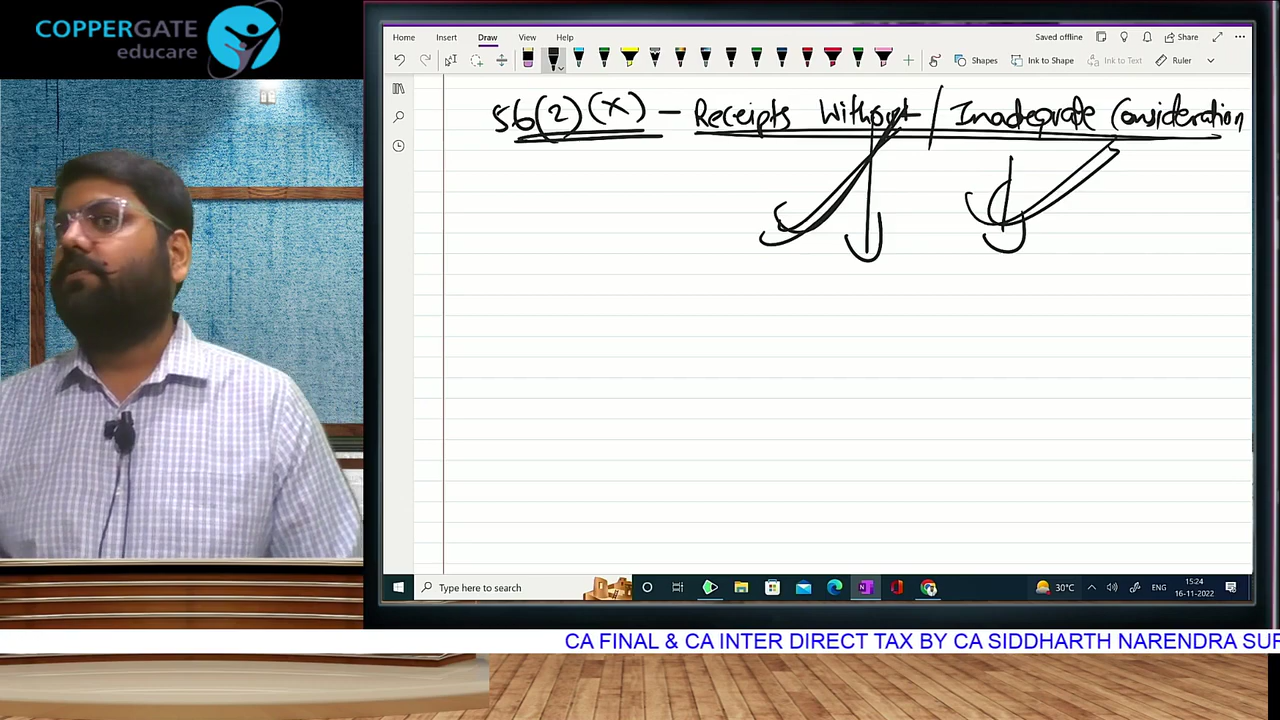 COPPERGATE
educare
Home Insert Draw View Help
Saved offline
Share
Shapes
Ink to Shape
Ink to Text
Ruler
56(2)(x) – Receipts Without / Inadequate Consideration
Type here to search
30°C
ENG
15:24
16-11-2022
CA FINAL & CA INTER DIRECT TAX BY CA SIDDHARTH NARENDRA SUR